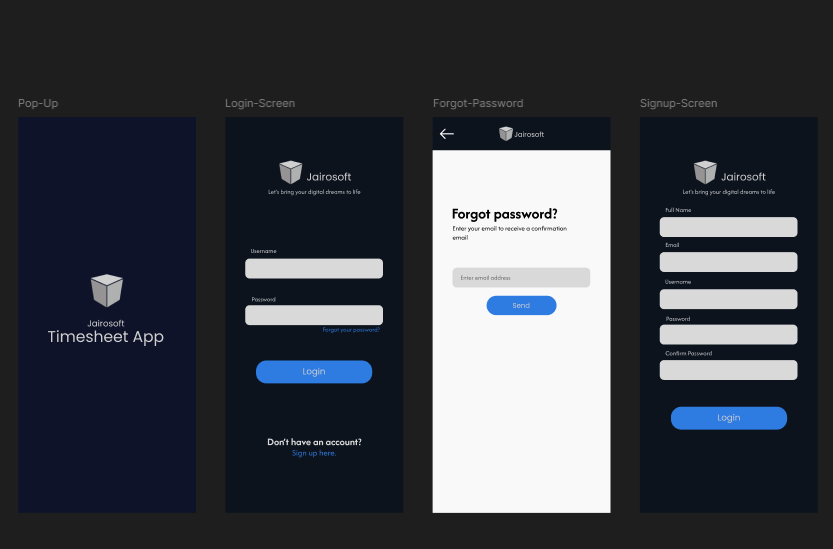 Pop-Up
Jairosoft
Timesheet App
Login-Screen
Jairosoft
Let's bring your digital dreams to life
Username
Password
Forgot your password?
Login
Don't have an account?
Sign up here.
Forgot-Password
Jairosoft
Forgot password?
Enter your email to receive a confirmation
email
Enter email address
Send
Signup-Screen
Jairosoft
Let's bring your digital dreams to life
Full Name
Email
Username
Password
Confirm Password
Login